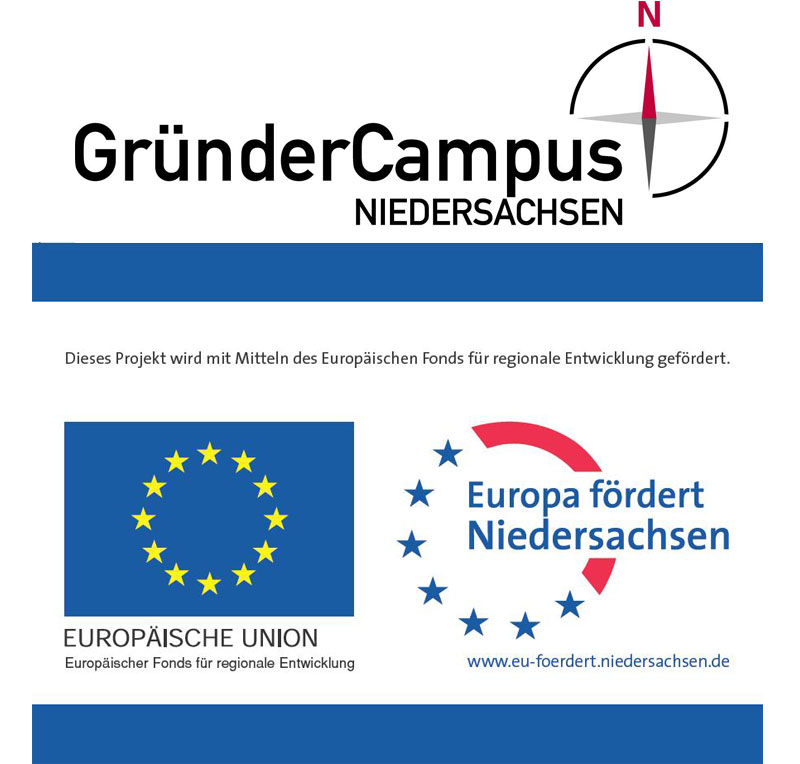 N
GründerCampus
NIEDERSACHSEN
Dieses Projekt wird mit Mitteln des Europäischen Fonds für regionale Entwicklung gefördert.
EUROPÄISCHE UNION
Europäischer Fonds für regionale Entwicklung
Europa fördert
Niedersachsen
www.eu-foerdert.niedersachsen.de